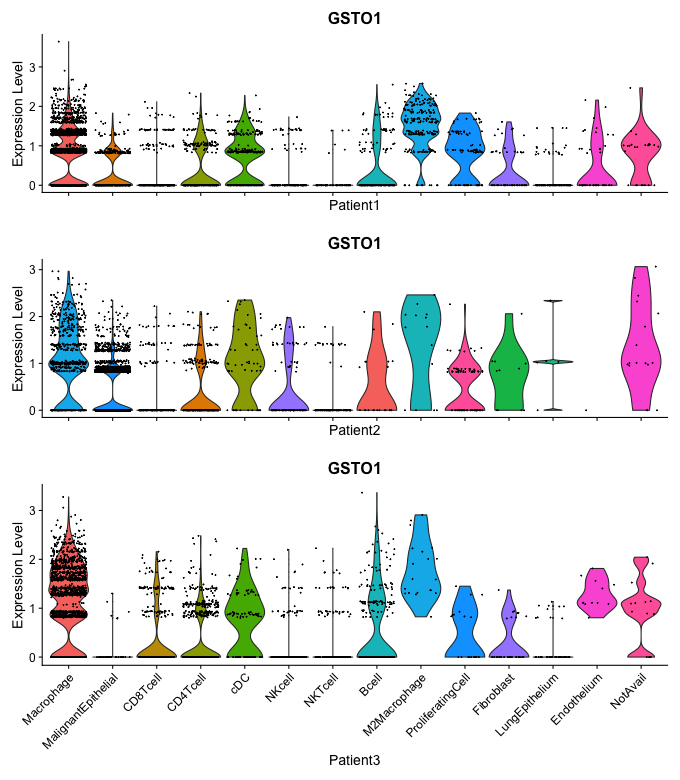 GSTO1
Expression Level
3
2
1
0
Patient1
GSTO1
Expression Level
3
2
1
0
Patient2
GSTO1
Expression Level
3
2
1
0
Macrophage
MalignantEpithelial
CD8Tcell
CD4Tcell
cDC
NKcell
NKTcell
Bcell
M2Macrophage
ProliferatingCell
Fibroblast
LungEpithelium
Endothelium
NotAvail
Patient3